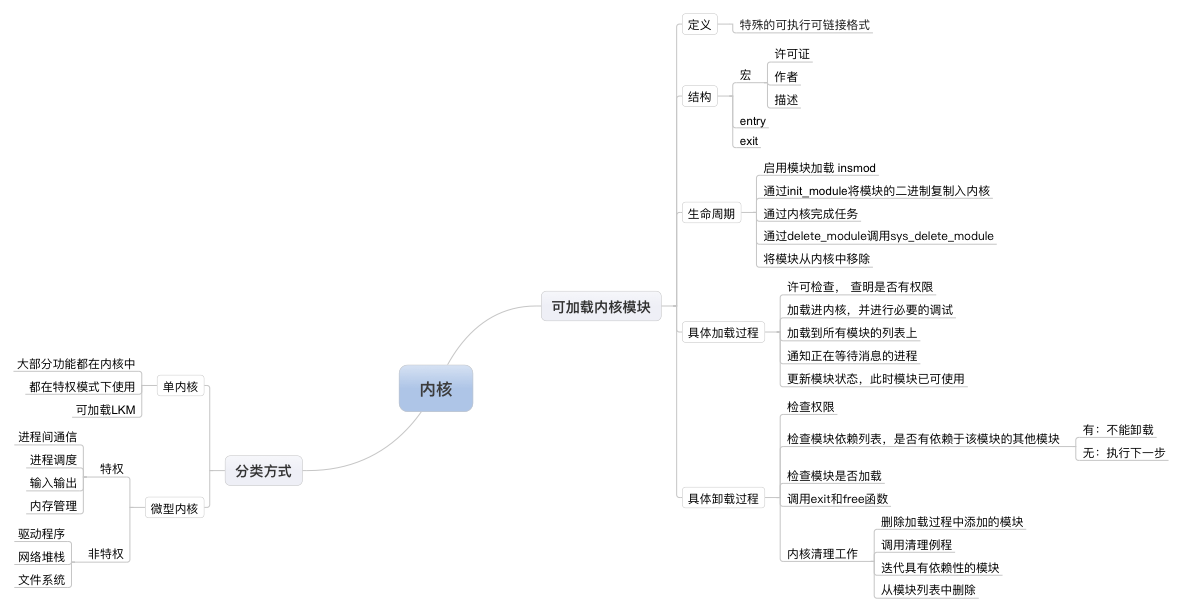 内核
可加载内核模块
定义
特殊的可执行可链接格式
结构
宏
许可证
作者
描述
entry
exit
生命周期
启用模块加载 insmod
通过init_module将模块的二进制复制入内核
通过内核完成任务
通过delete_module调用sys_delete_module
将模块从内核中移除
具体加载过程
许可检查， 查明是否有权限
加载进内核，并进行必要的调试
加载到所有模块的列表上
通知正在等待消息的进程
更新模块状态，此时模块已可使用
具体卸载过程
检查权限
检查模块依赖列表，是否有依赖于该模块的其他模块
有：不能卸载
无：执行下一步
检查模块是否加载
调用exit和free函数
内核清理工作
删除加载过程中添加的模块
调用清理例程
迭代具有依赖性的模块
从模块列表中删除
分类方式
单内核
大部分功能都在内核中
都在特权模式下使用
可加载LKM
微型内核
特权
进程间通信
进程调度
输入输出
内存管理
非特权
驱动程序
网络堆栈
文件系统